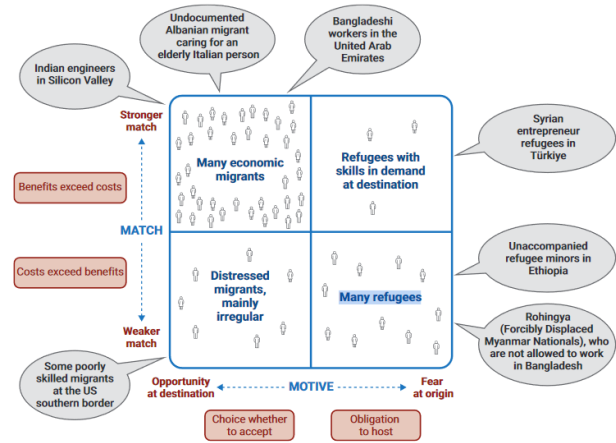 Undocumented
Albanian migrant
caring for an
elderly Italian person
Bangladeshi
workers in the
United Arab
Emirates
Indian engineers
in Silicon Valley
Stronger
match
Syrian
entrepreneur
refugees in
Türkiye
Many economic
migrants
Refugees with
skills in demand
at destination
Benefits exceed costs
MATCH
Costs exceed benefits
Distressed
migrants,
mainly
irregular
Many refugees
Unaccompanied
refugee minors in
Ethiopia
Weaker
match
Rohingya
(Forcibly Displaced
Myanmar Nationals), who
are not allowed to work
in Bangladesh
Some poorly
skilled migrants
at the US
southern border
Opportunity
at destination
MOTIVE
Fear
at origin
Choice whether
to accept
Obligation
to host